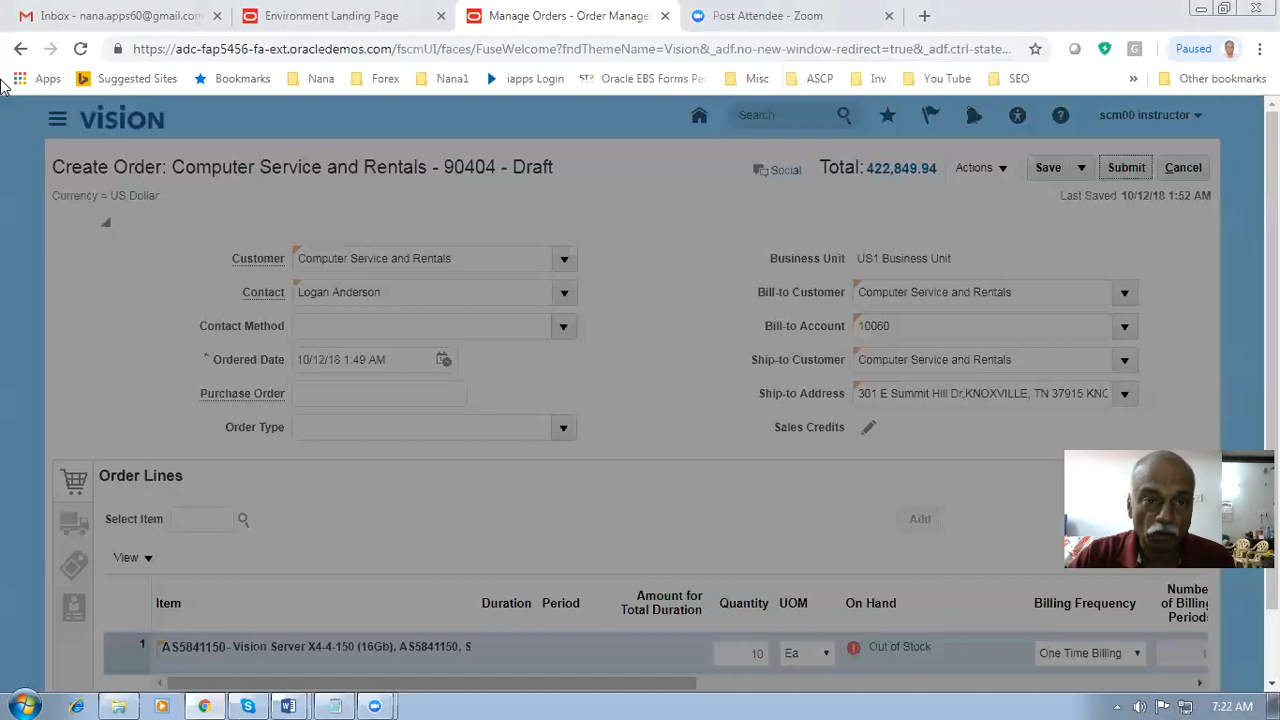 Inbox - nana.apps60@gmail.com
Environment Landing Page
Manage Orders - Order Manage
Post Attendee - Zoom
https://adc-fap5456-fa-ext.oracledemos.com/fscmUI/faces/FuseWelcome?fndThemeName=Vision&_adf.no-new-window-redirect=true&_adf.ctrl-state...
Paused
Apps
Suggested Sites
Bookmarks
Nana
Forex
Nana1
iapps Login
Oracle EBS Forms Per
Misc
ASCP
Inv
You Tube
SEO
»
Other bookmarks
VISION
Search
scm00 instructor
Create Order: Computer Service and Rentals - 90404 - Draft
Social
Total: 422,849.94
Actions
Save
Submit
Cancel
Currency = US Dollar
Last Saved 10/12/18 1:52 AM
Customer Computer Service and Rentals
Business Unit US1 Business Unit
Contact Logan Anderson
Bill-to Customer Computer Service and Rentals
Contact Method
Bill-to Account 10060
* Ordered Date 10/12/18 1:49 AM
Ship-to Customer Computer Service and Rentals
Purchase Order
Ship-to Address 301 E Summit Hill Dr,KNOXVILLE, TN 37915 KNO
Order Type
Sales Credits
Order Lines
Select Item
Add
View
Item
Duration
Period
Amount for
Total Duration
Quantity
UOM
On Hand
Billing Frequency
Number
of Billing
Periods
1
AS5841150- Vision Server X4-4-150 (16Gb), AS5841150, S
10
Ea
Out of Stock
One Time Billing
1
7:22 AM